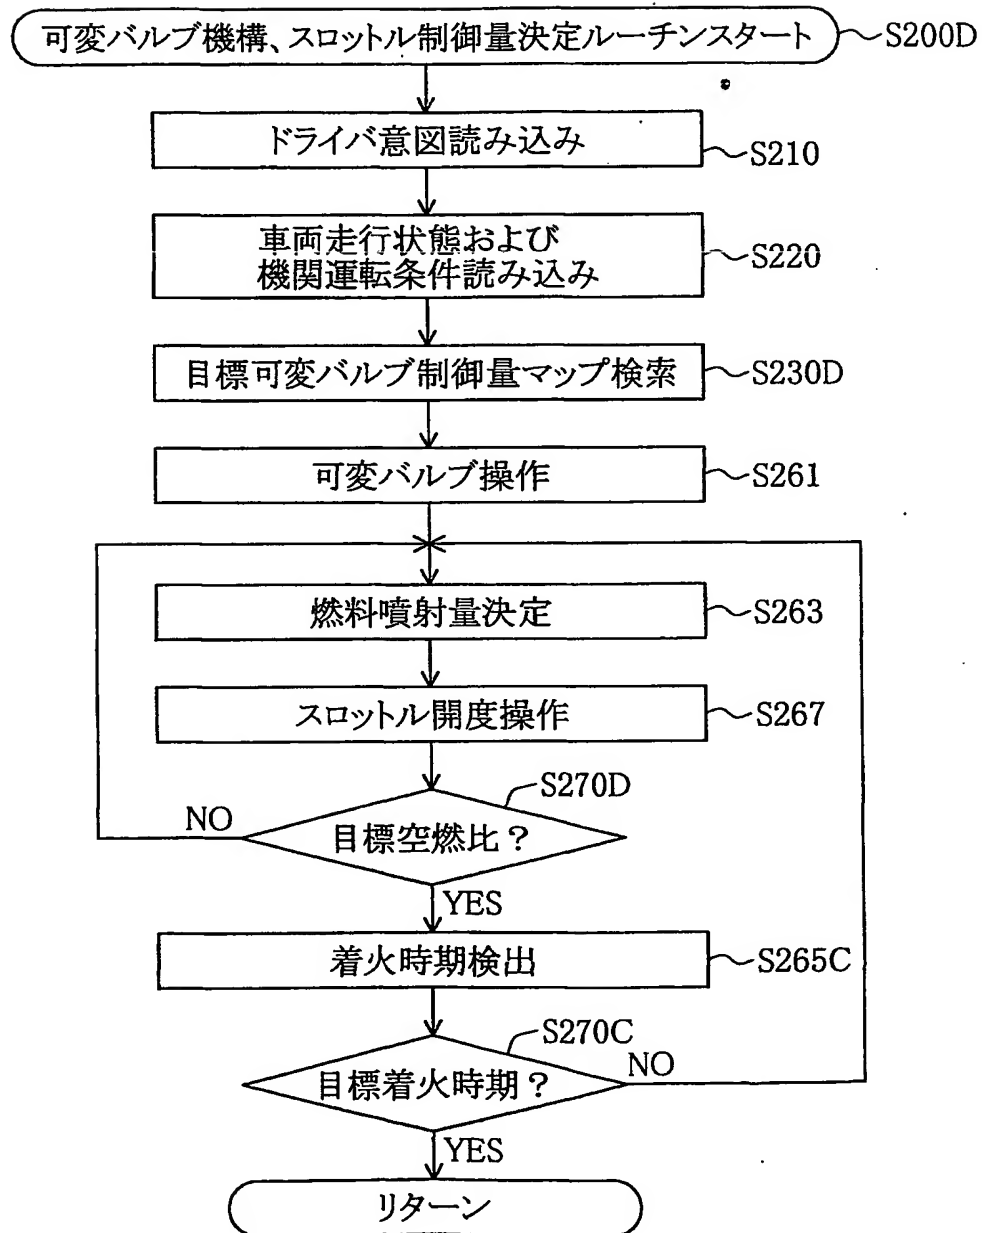 可変バルブ機構、スロットル制御量決定ルーチンスタート
S200D
ドライバ意図読み込み
S210
車両走行状態および
機関運転条件読み込み
S220
目標可変バルブ制御量マップ検索
S230D
可変バルブ操作
S261
燃料噴射量決定
S263
スロットル開度操作
S267
S270D
NO
目標空燃比?
YES
着火時期検出
S265C
S270C
目標着火時期?
NO
YES
リターン